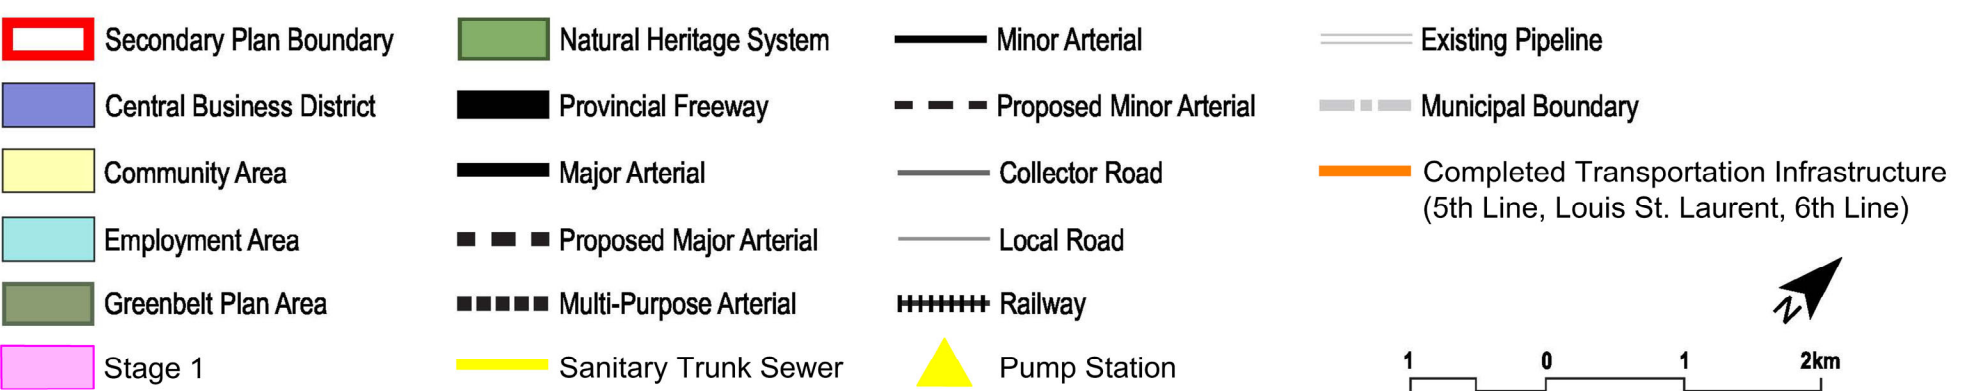 Secondary Plan Boundary
Central Business District
Community Area
Employment Area
Greenbelt Plan Area
Stage 1
Natural Heritage System
Provincial Freeway
Major Arterial
Proposed Major Arterial
Multi-Purpose Arterial
Sanitary Trunk Sewer
Minor Arterial
Proposed Minor Arterial
Collector Road
Local Road
Railway
Pump Station
Existing Pipeline
Municipal Boundary
Completed Transportation Infrastructure
(5th Line, Louis St. Laurent, 6th Line)
N
1 0 1 2km